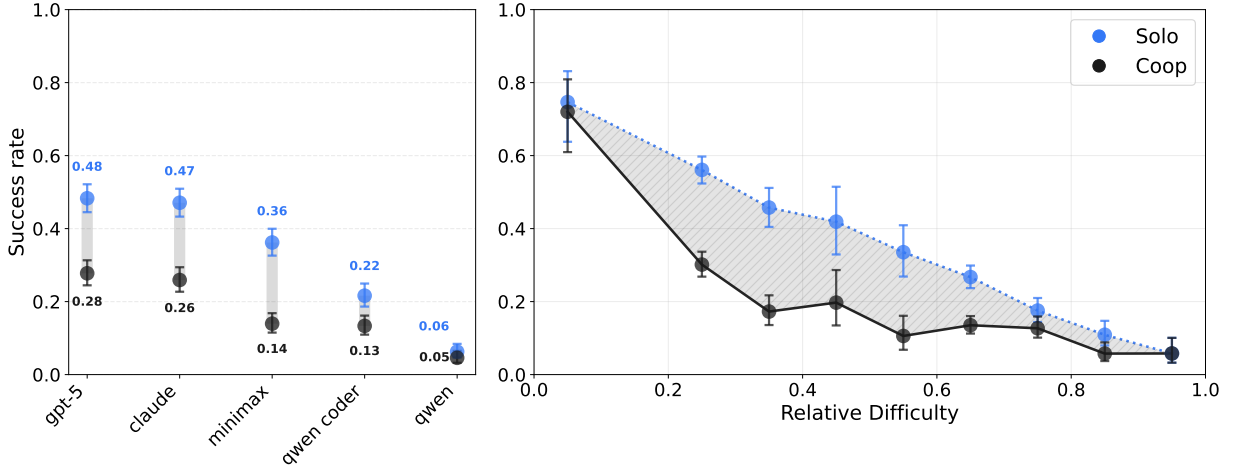 Success rate
1.0
0.8
0.6
0.4
0.2
0.0
0.48
0.47
0.36
0.22
0.06
0.28
0.26
0.14
0.13
0.05
gpt-5
claude
minimax
qwen coder
qwen
1.0
0.8
0.6
0.4
0.2
0.0
Solo
Coop
0.0 0.2 0.4 0.6 0.8 1.0
Relative Difficulty